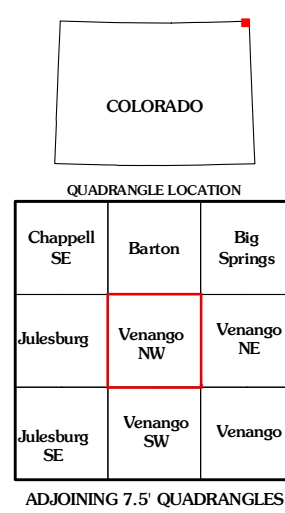 COLORADO
QUADRANGLE LOCATION
Chappell
SE
Barton
Big
Springs
Julesburg
Venango
NW
Venango
NE
Julesburg
SE
Venango
SW
Venango
ADJOINING 7.5' QUADRANGLES